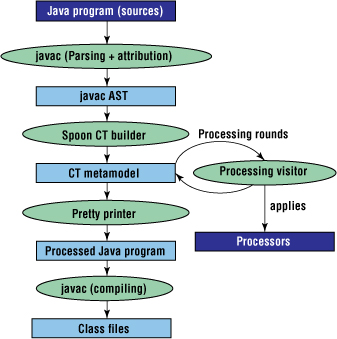 Java program (sources)
javac (Parsing + attribution)
javac AST
Spoon CT builder
Processing rounds
CT metamodel
Processing visitor
Pretty printer
applies
Processed Java program
Processors
javac (compiling)
Class files